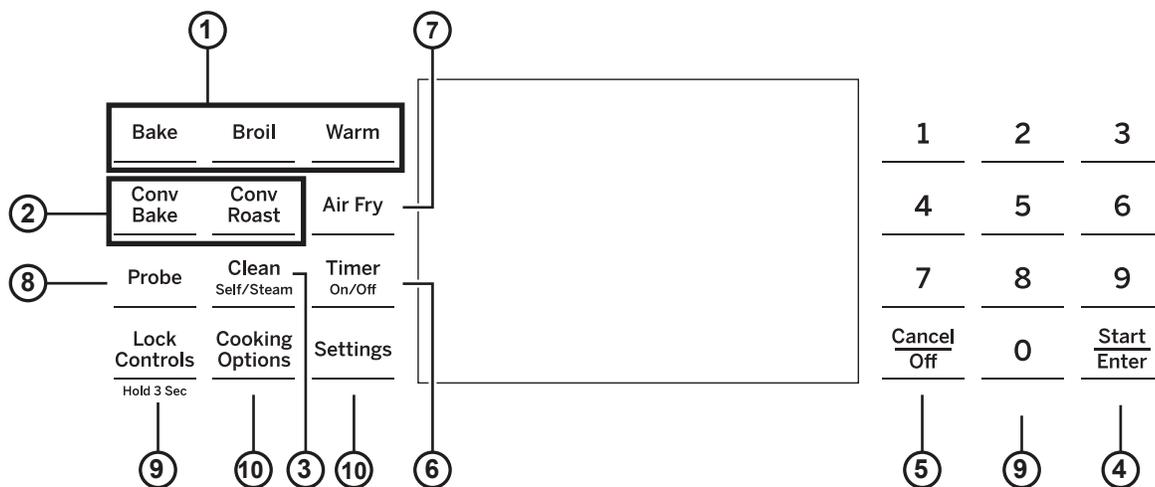 1
7
Bake Broil Warm
1 2 3
Conv Bake
Conv Roast
Air Fry
2
4 5 6
8
Probe
Clean
Self/Steam
Timer
On/Off
7 8 9
Lock
Controls
Hold 3 Sec
Cooking
Options
Settings
Cancel
Off
0
Start
Enter
9 10 3 10 6 5 9 4